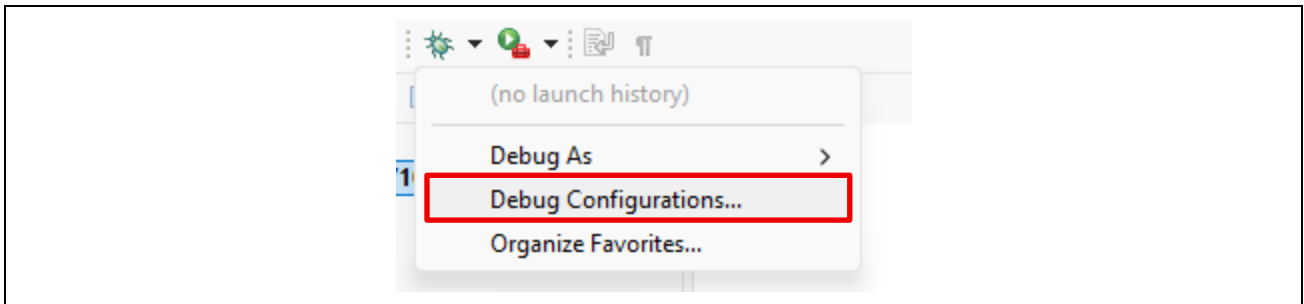 ¶
(no launch history)
Debug As
Debug Configurations...
Organize Favorites...